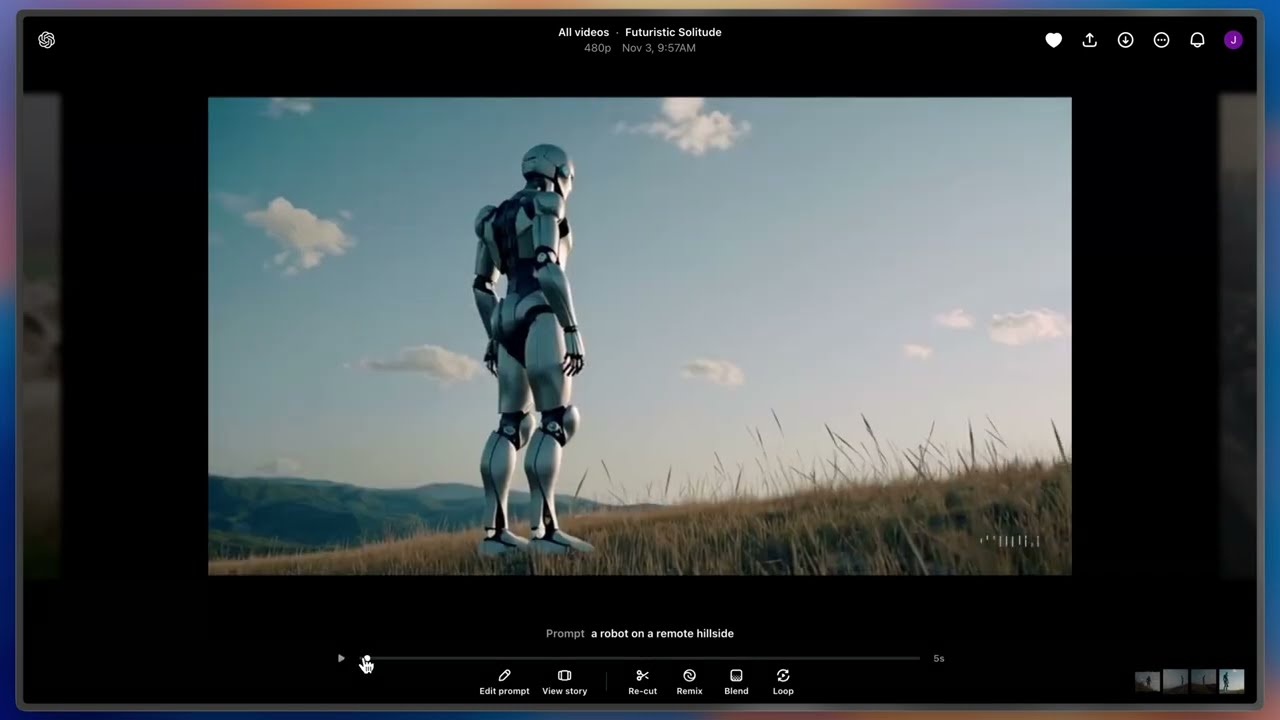 All videos · Futuristic Solitude
480p Nov 3, 9:57AM
J
Prompt a robot on a remote hillside
5s
Edit prompt
View story
Re-cut
Remix
Blend
Loop